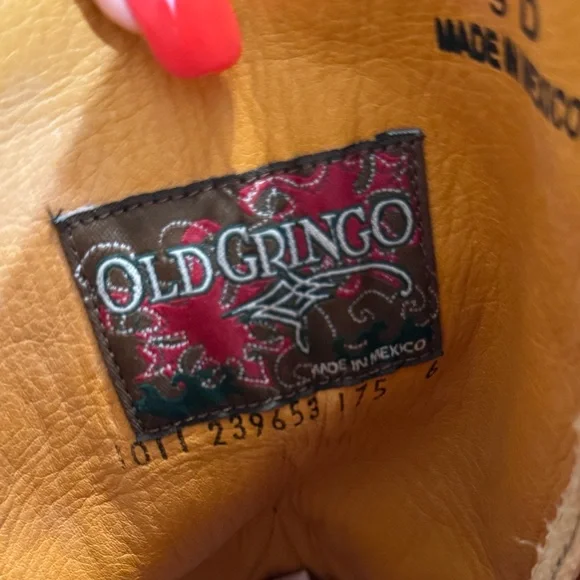 D
MADE IN MEXICO
OLD GRINGO
MADE IN MEXICO
1011 239653 175 6